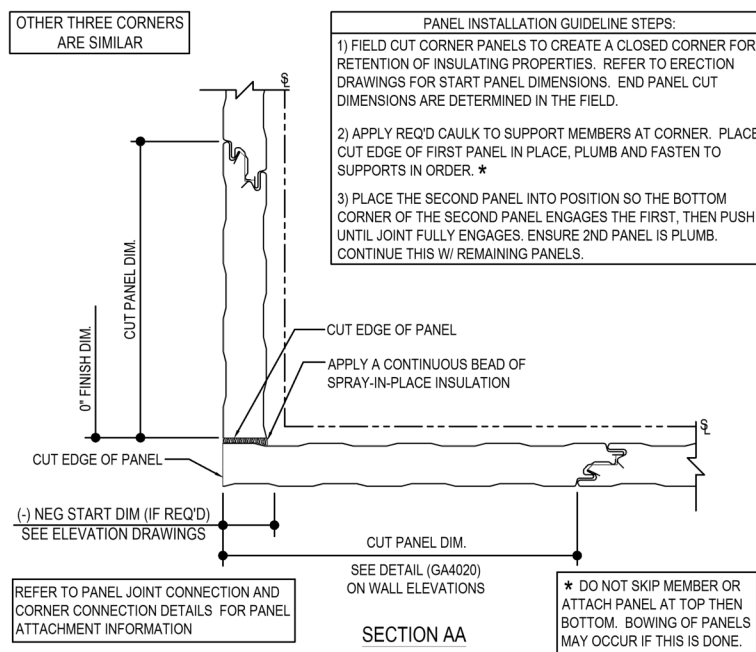 OTHER THREE CORNERS
ARE SIMILAR
PANEL INSTALLATION GUIDELINE STEPS:
1) FIELD CUT CORNER PANELS TO CREATE A CLOSED CORNER FOR
RETENTION OF INSULATING PROPERTIES. REFER TO ERECTION
DRAWINGS FOR START PANEL DIMENSIONS. END PANEL CUT
DIMENSIONS ARE DETERMINED IN THE FIELD.
2) APPLY REQ'D CAULK TO SUPPORT MEMBERS AT CORNER. PLACE
CUT EDGE OF FIRST PANEL IN PLACE, PLUMB AND FASTEN TO
SUPPORTS IN ORDER. *
3) PLACE THE SECOND PANEL INTO POSITION SO THE BOTTOM
CORNER OF THE SECOND PANEL ENGAGES THE FIRST, THEN PUSH
UNTIL JOINT FULLY ENGAGES. ENSURE 2ND PANEL IS PLUMB.
CONTINUE THIS W/ REMAINING PANELS.
SL
CUT PANEL DIM.
0" FINISH DIM.
CUT EDGE OF PANEL
APPLY A CONTINUOUS BEAD OF
SPRAY-IN-PLACE INSULATION
SL
CUT EDGE OF PANEL
(-) NEG START DIM (IF REQ'D)
SEE ELEVATION DRAWINGS
CUT PANEL DIM.
SEE DETAIL (GA4020)
ON WALL ELEVATIONS
REFER TO PANEL JOINT CONNECTION AND
CORNER CONNECTION DETAILS FOR PANEL
ATTACHMENT INFORMATION
SECTION AA
* DO NOT SKIP MEMBER OR
ATTACH PANEL AT TOP THEN
BOTTOM. BOWING OF PANELS
MAY OCCUR IF THIS IS DONE.